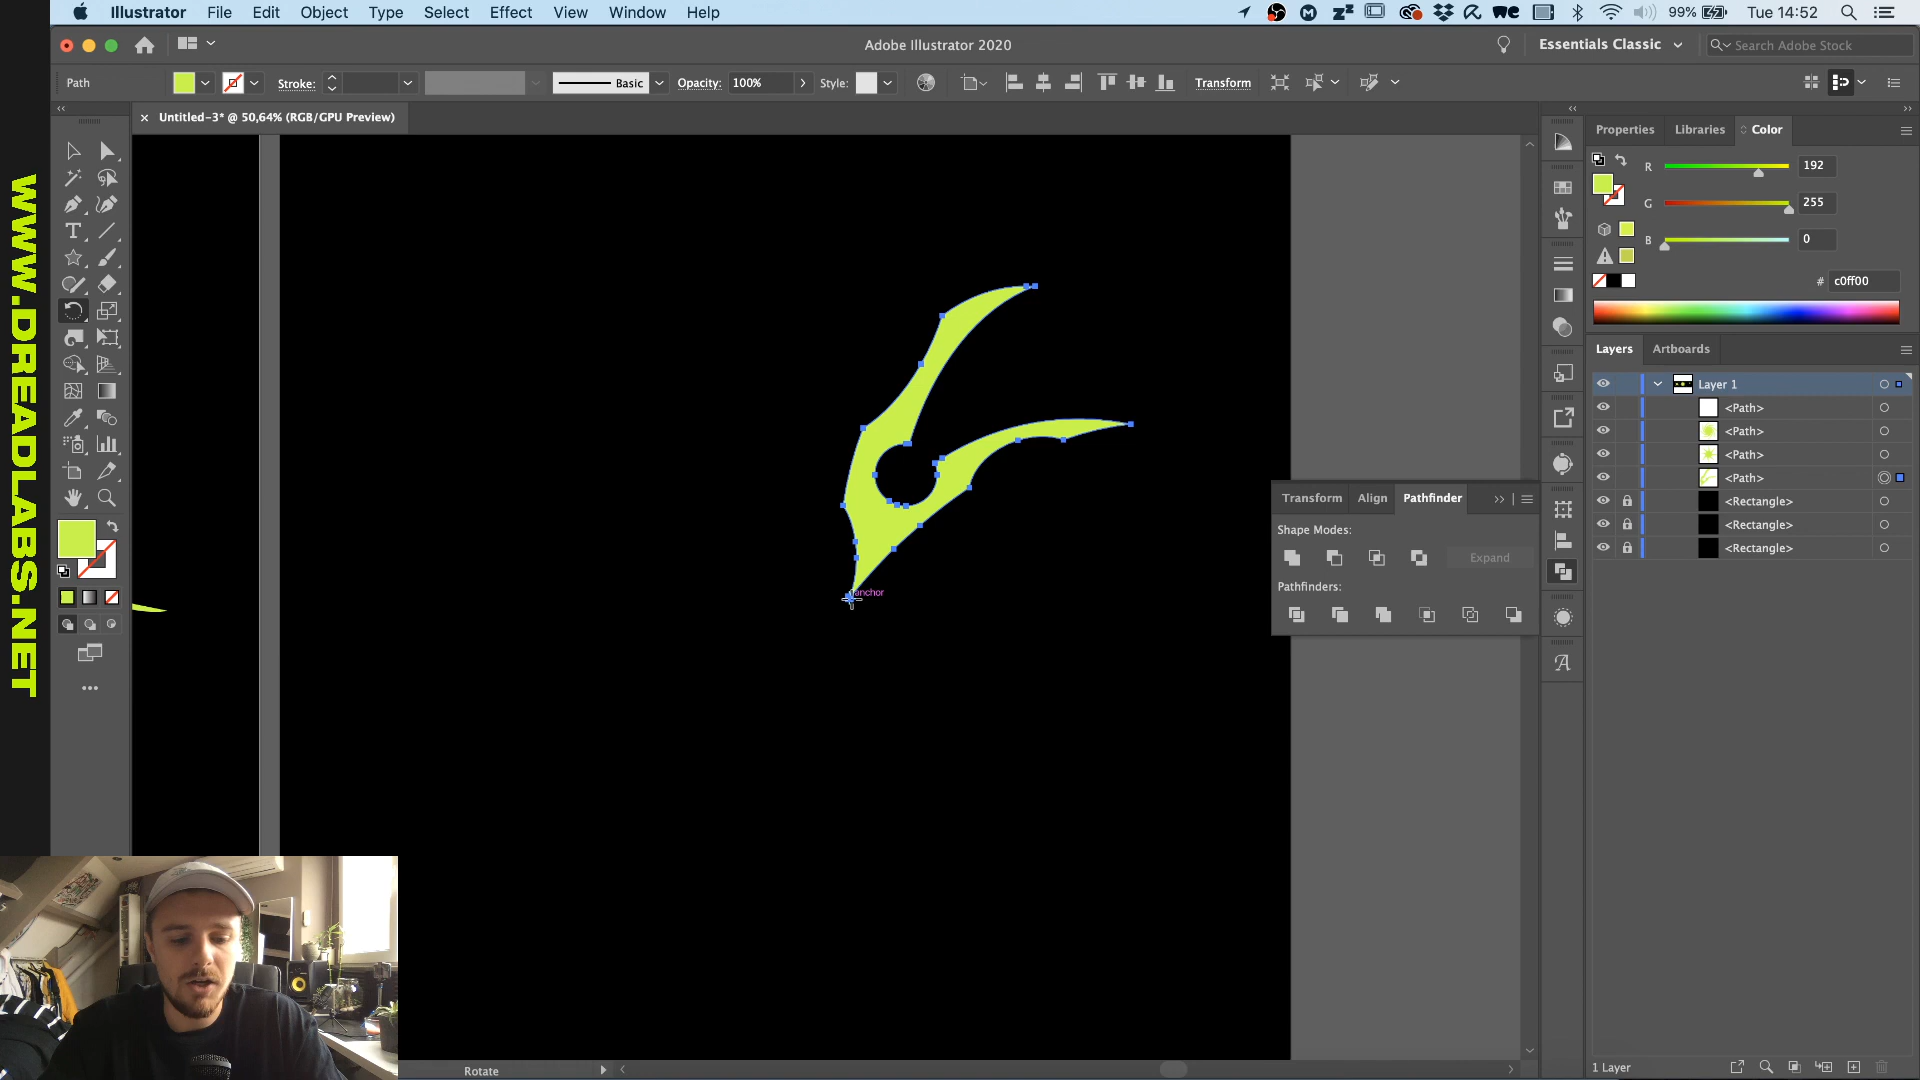 Illustrator File Edit Object Type Select Effect View Window Help
99% Tue 14:52
Adobe Illustrator 2020
Essentials Classic
Search Adobe Stock
Path
Stroke:
Basic
Opacity: 100%
Style:
Transform
× Untitled-3* @ 50,64% (RGB/GPU Preview)
WWW.DREADLABS.NET
anchor
Transform Align Pathfinder
Shape Modes:
Expand
Pathfinders:
Properties Libraries Color
R 192
G 255
B 0
# c0ff00
Layers Artboards
Layer 1
<Path>
<Path>
<Path>
<Path>
<Rectangle>
<Rectangle>
<Rectangle>
1 Layer
Rotate